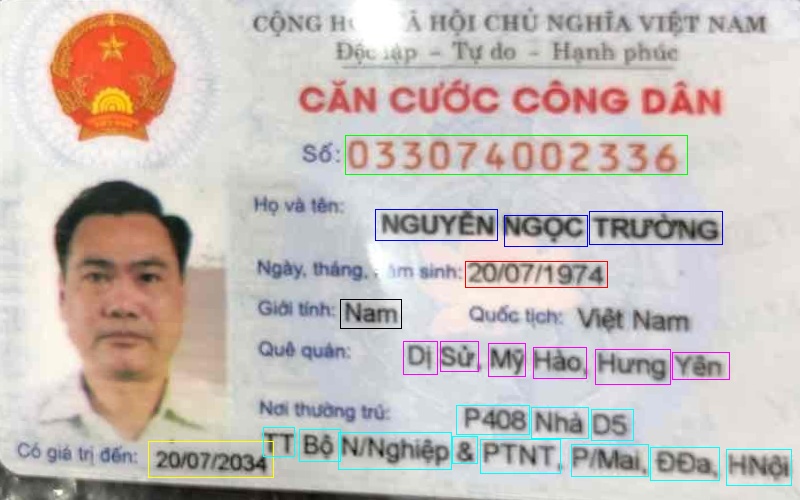 CỘNG HÒA XÃ HỘI CHỦ NGHĨA VIỆT NAM
Độc lập - Tự do - Hạnh phúc
CĂN CƯỚC CÔNG DÂN
Số: 033074002336
Họ và tên:
NGUYỄN NGỌC TRƯỜNG
Ngày, tháng, năm sinh: 20/07/1974
Giới tính: Nam Quốc tịch: Việt Nam
Quê quán: Dị Sử, Mỹ Hào, Hưng Yên
Nơi thường trú: P408 Nhà D5
TT Bộ N/Nghiệp & PTNT, P/Mai, ĐĐa, HNội
Có giá trị đến: 20/07/2034